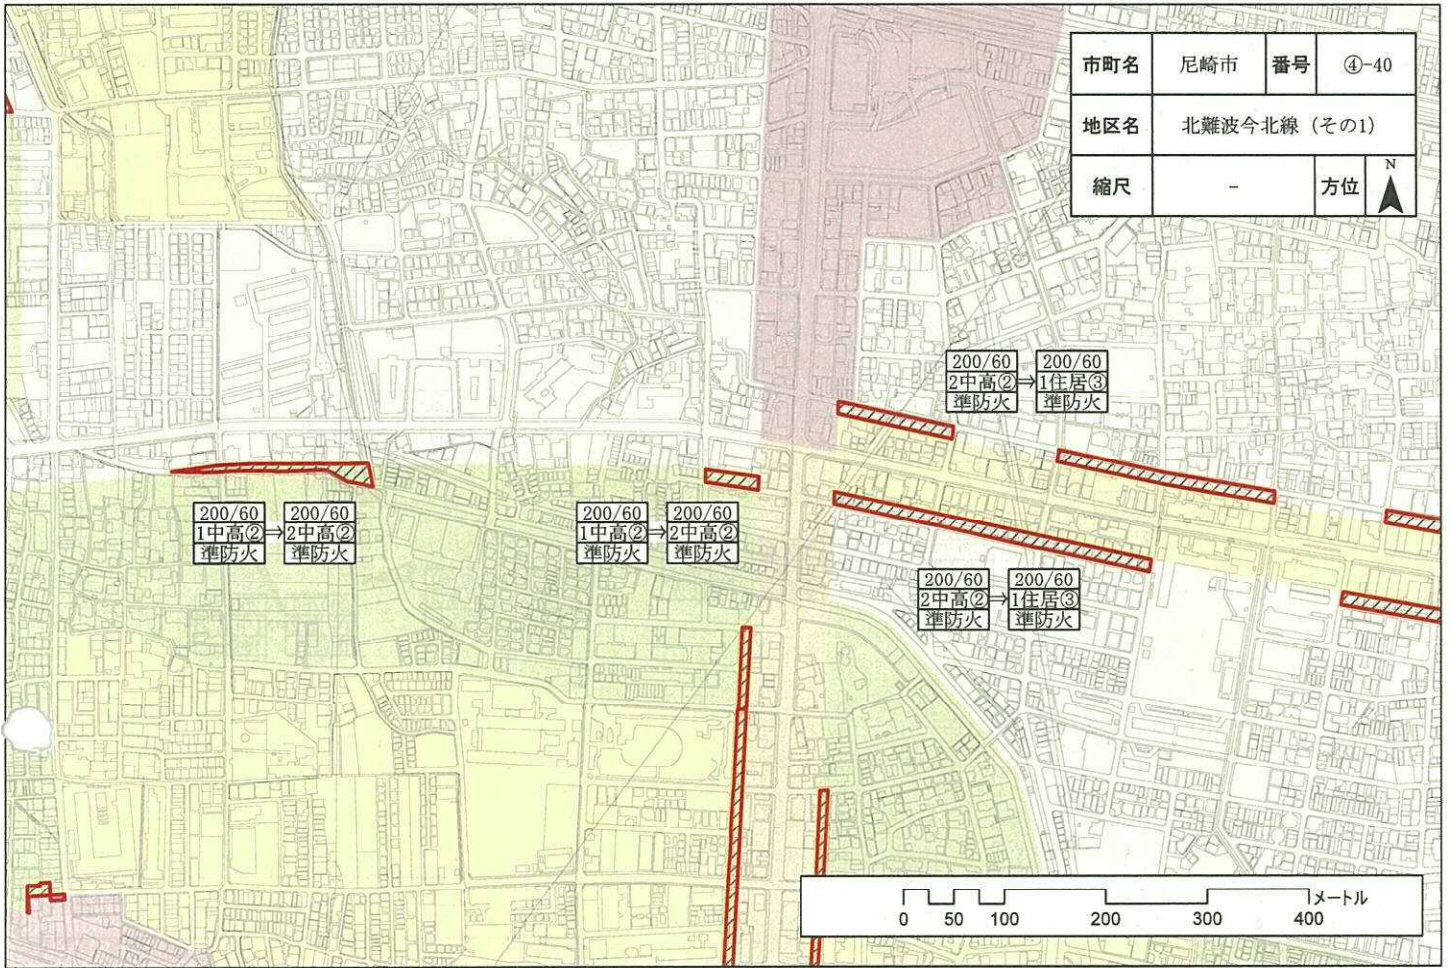 市町名 尼崎市 番号 ④-40
地区名 北難波今北線（その1）
縮尺 - 方位 N
200/60 200/60
2中高②→1住居③
準防火 準防火
200/60 200/60
1中高②→2中高②
準防火 準防火
200/60 200/60
1中高②→2中高②
準防火 準防火
200/60 200/60
2中高②→1住居③
準防火 準防火
メートル
0 50 100 200 300 400